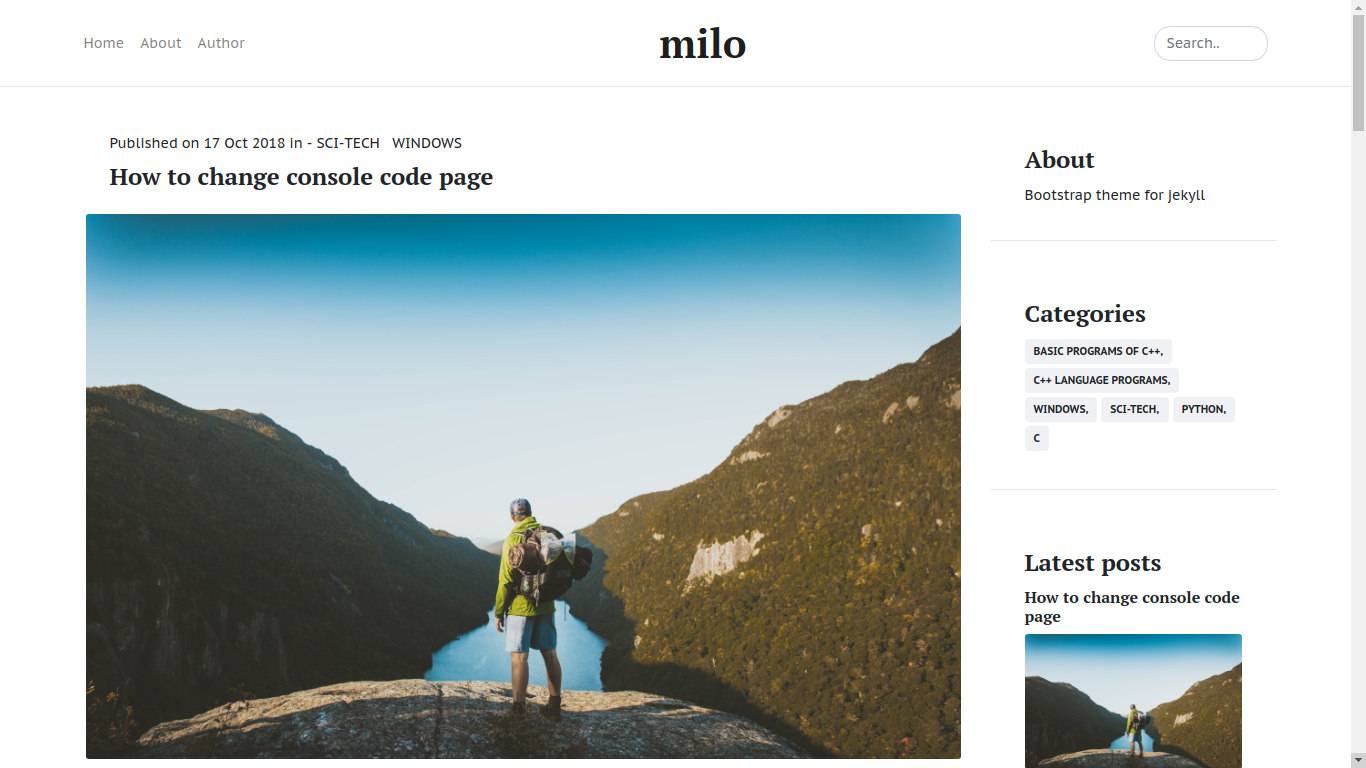 Home About Author
milo
Search..
Published on 17 Oct 2018 in - SCI-TECH WINDOWS
How to change console code page
About
Bootstrap theme for jekyll
Categories
BASIC PROGRAMS OF C++,
C++ LANGUAGE PROGRAMS,
WINDOWS, SCI-TECH, PYTHON,
C
Latest posts
How to change console code
page